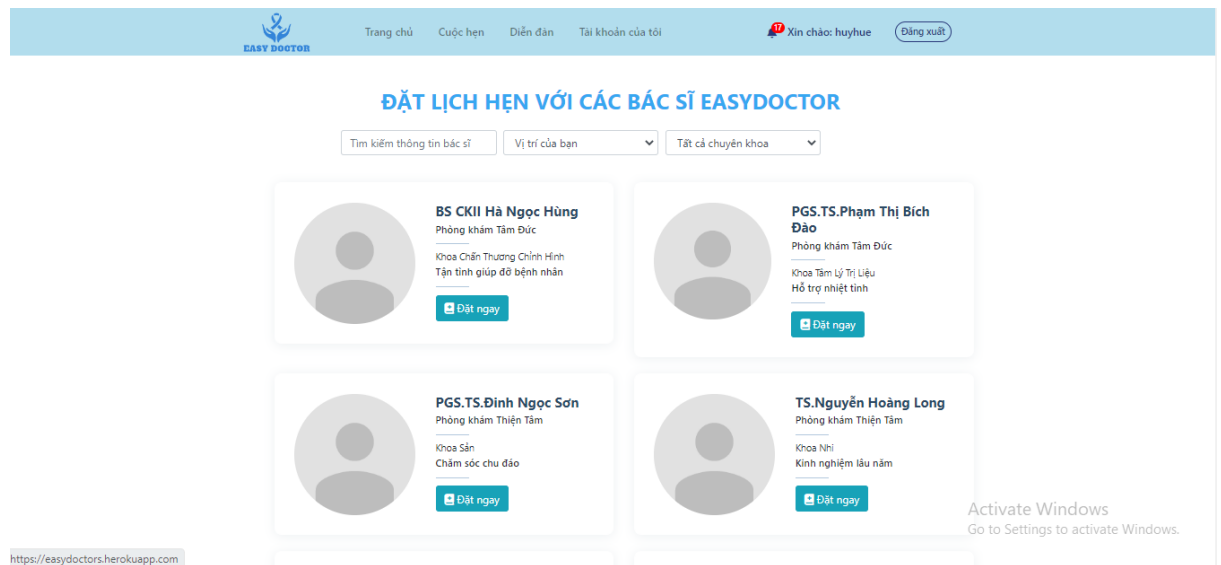 EASY DOCTOR
Trang chủ Cuộc hẹn Diễn đàn Tài khoản của tôi 17 Xin chào: huyhue Đăng xuất
ĐẶT LỊCH HẸN VỚI CÁC BÁC SĨ EASYDOCTOR
Tìm kiếm thông tin bác sĩ Vị trí của bạn Tất cả chuyên khoa
BS CKII Hà Ngọc Hùng
Phòng khám Tâm Đức
Khoa Chấn Thương Chỉnh Hình
Tận tình giúp đỡ bệnh nhân
Đặt ngay
PGS.TS.Phạm Thị Bích
Đào
Phòng khám Tâm Đức
Khoa Tâm Lý Trị Liệu
Hỗ trợ nhiệt tình
Đặt ngay
PGS.TS.Đinh Ngọc Sơn
Phòng khám Thiện Tâm
Khoa Sản
Chăm sóc chu đáo
Đặt ngay
TS.Nguyễn Hoàng Long
Phòng khám Thiện Tâm
Khoa Nhi
Kinh nghiệm lâu năm
Đặt ngay
Activate Windows
Go to Settings to activate Windows.
https://easydoctors.herokuapp.com